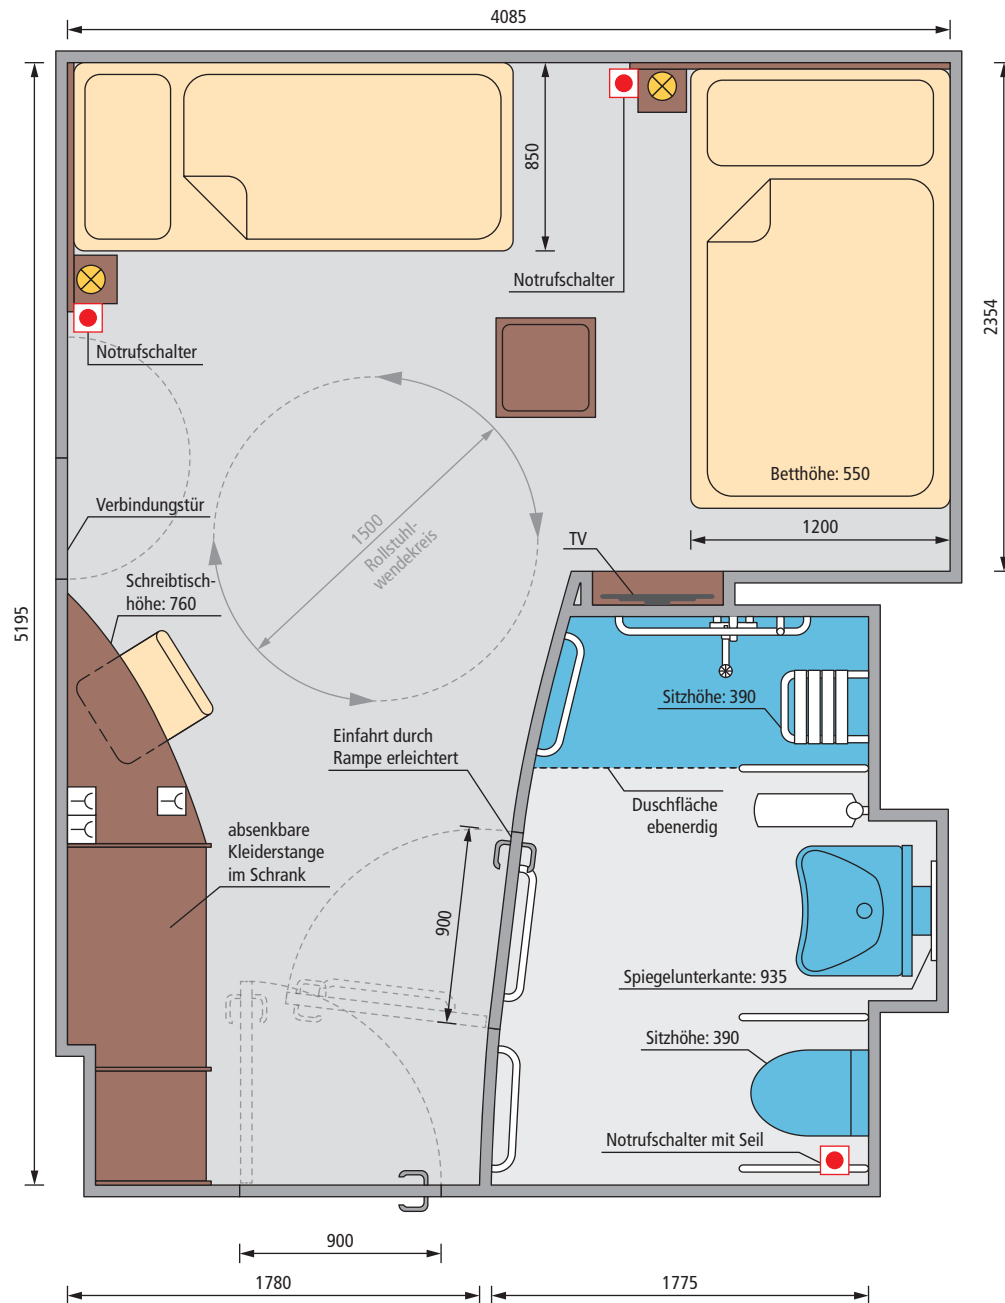 4085
850
Notrufschalter
2354
Notrufschalter
Betthöhe: 550
1200
Verbindungstür
1500
Rollstuhl-
wendekreis
TV
Schreibtisch-
höhe: 760
5195
Sitzhöhe: 390
Einfahrt durch
Rampe erleichtert
Duschfläche
ebenerdig
absenkbare
Kleiderstange
im Schrank
900
Spiegelunterkante: 935
Sitzhöhe: 390
Notrufschalter mit Seil
900
1780
1775